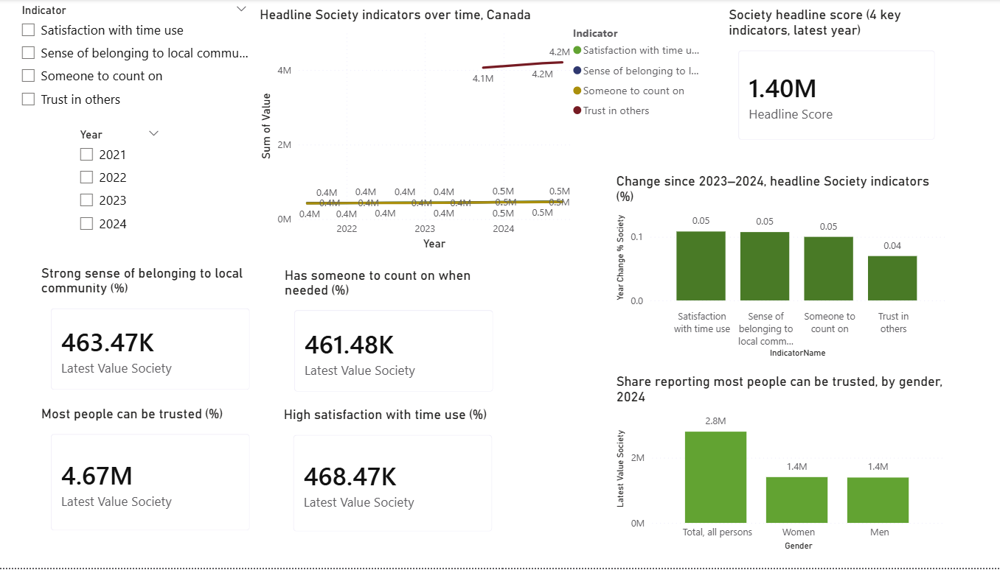 Indicator
Satisfaction with time use
Sense of belonging to local commu...
Someone to count on
Trust in others
Year
2021
2022
2023
2024
Headline Society indicators over time, Canada
Indicator
Satisfaction with time u...
Sense of belonging to l...
Someone to count on
Trust in others
Sum of Value
4M
2M
0M
4.1M
4.2M
4.2M
0.4M 0.4M 0.4M 0.4M 0.5M 0.5M
0.4M 0.4M 0.4M 0.4M 0.5M 0.5M
0.4M 0.4M 0.4M 0.4M 0.5M 0.5M
2022 2023 2024
Year
Society headline score (4 key
indicators, latest year)
1.40M
Headline Score
Change since 2023–2024, headline Society indicators
(%)
Year Change % Society
0.1
0.0
0.05 0.05 0.05 0.04
Satisfaction
with time use
Sense of
belonging to
local comm...
Someone to
count on
Trust in
others
IndicatorName
Strong sense of belonging to local
community (%)
463.47K
Latest Value Society
Has someone to count on when
needed (%)
461.48K
Latest Value Society
Most people can be trusted (%)
4.67M
Latest Value Society
High satisfaction with time use (%)
468.47K
Latest Value Society
Share reporting most people can be trusted, by gender,
2024
Latest Value Society
2M
0M
2.8M
1.4M
1.4M
Total, all persons
Women
Men
Gender